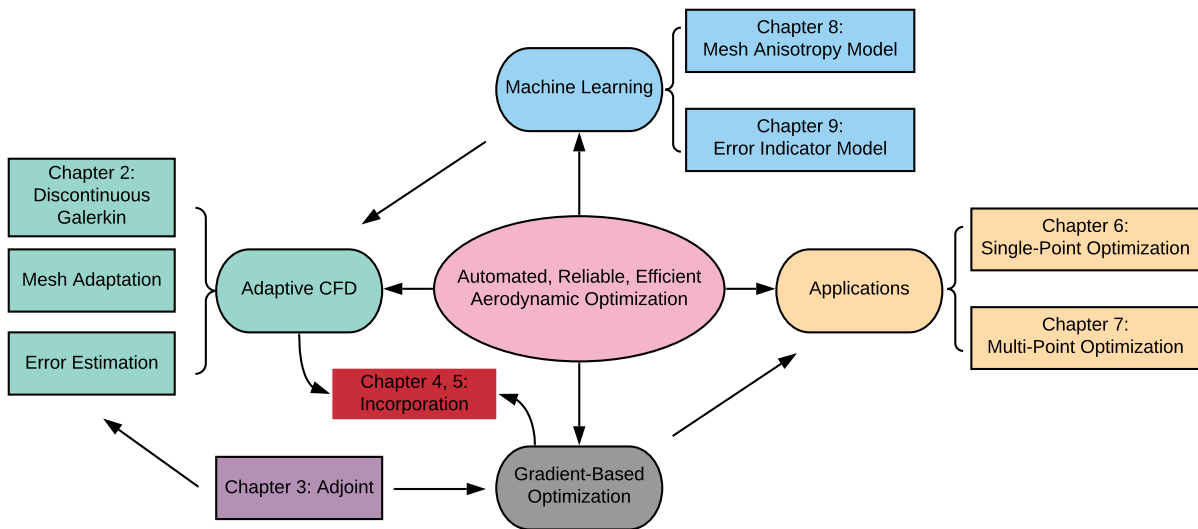 Chapter 8:
Mesh Anisotropy Model
Machine Learning
Chapter 9:
Error Indicator Model
Chapter 2:
Discontinuous
Galerkin
Mesh Adaptation
Error Estimation
Adaptive CFD
Automated, Reliable, Efficient
Aerodynamic Optimization
Applications
Chapter 6:
Single-Point Optimization
Chapter 7:
Multi-Point Optimization
Chapter 4, 5:
Incorporation
Chapter 3: Adjoint
Gradient-Based
Optimization